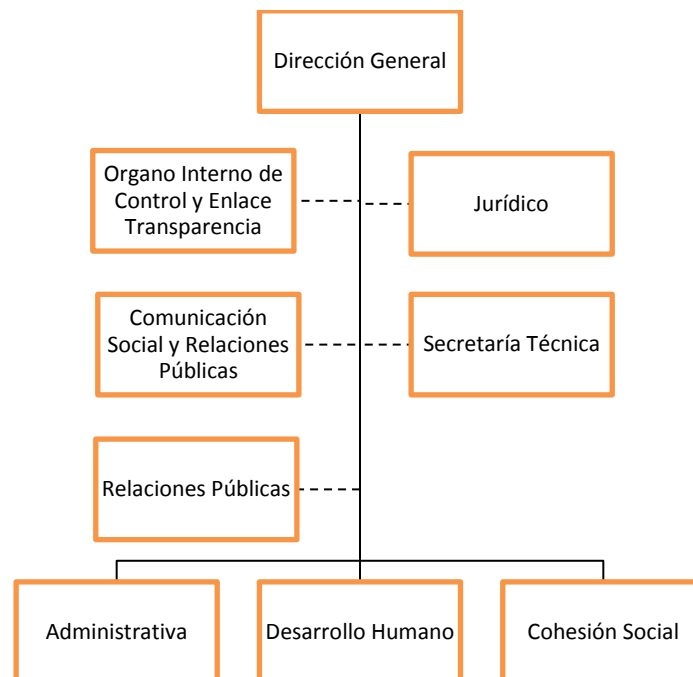 Dirección General
Organo Interno de
Control y Enlace
Transparencia
Jurídico
Comunicación
Social y Relaciones
Públicas
Secretaría Técnica
Relaciones Públicas
Administrativa
Desarrollo Humano
Cohesión Social